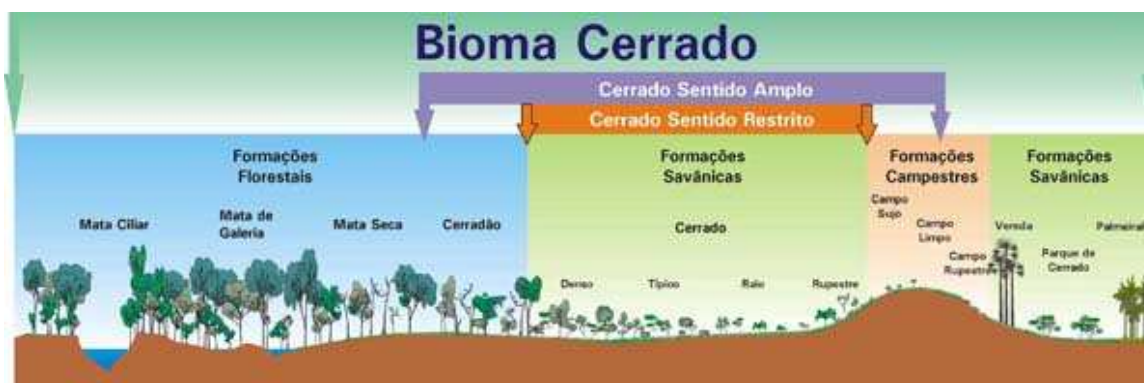 Bioma Cerrado
Cerrado Sentido Amplo
Cerrado Sentido Restrito
Formações
Florestais
Formações
Savânicas
Formações
Campestres
Formações
Savânicas
Mata Ciliar
Mata de
Galeria
Mata Seca
Cerradão
Cerrado
Campo
Sujo
Campo
Limpo
Campo
Rupestre
Vereda
Parque de
Cerrado
Palmeiral
Denso
Típico
Ralo
Rupestre